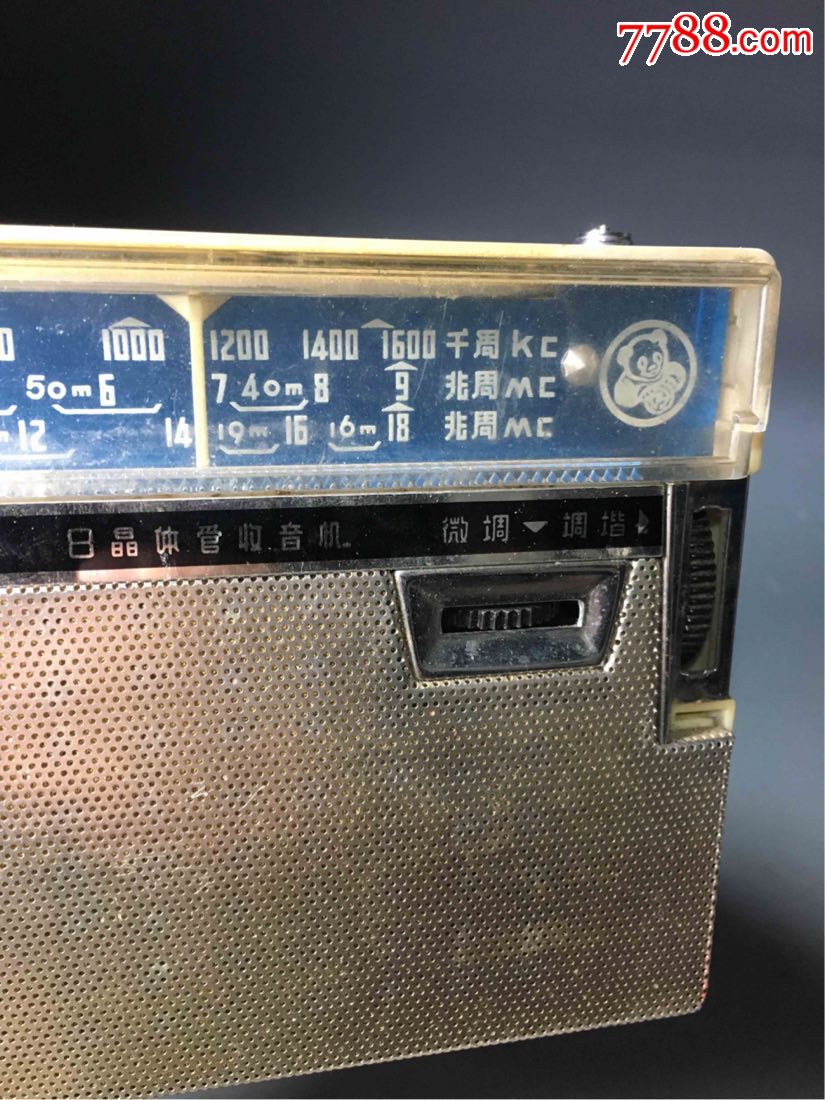 7788.com
1000 1200 1400 1600 千周 KC
50m 6 7 40m 8 9 兆周 MC
12 14 19m 16 16m 18 兆周 MC
晶体管收音机 微调 调谐